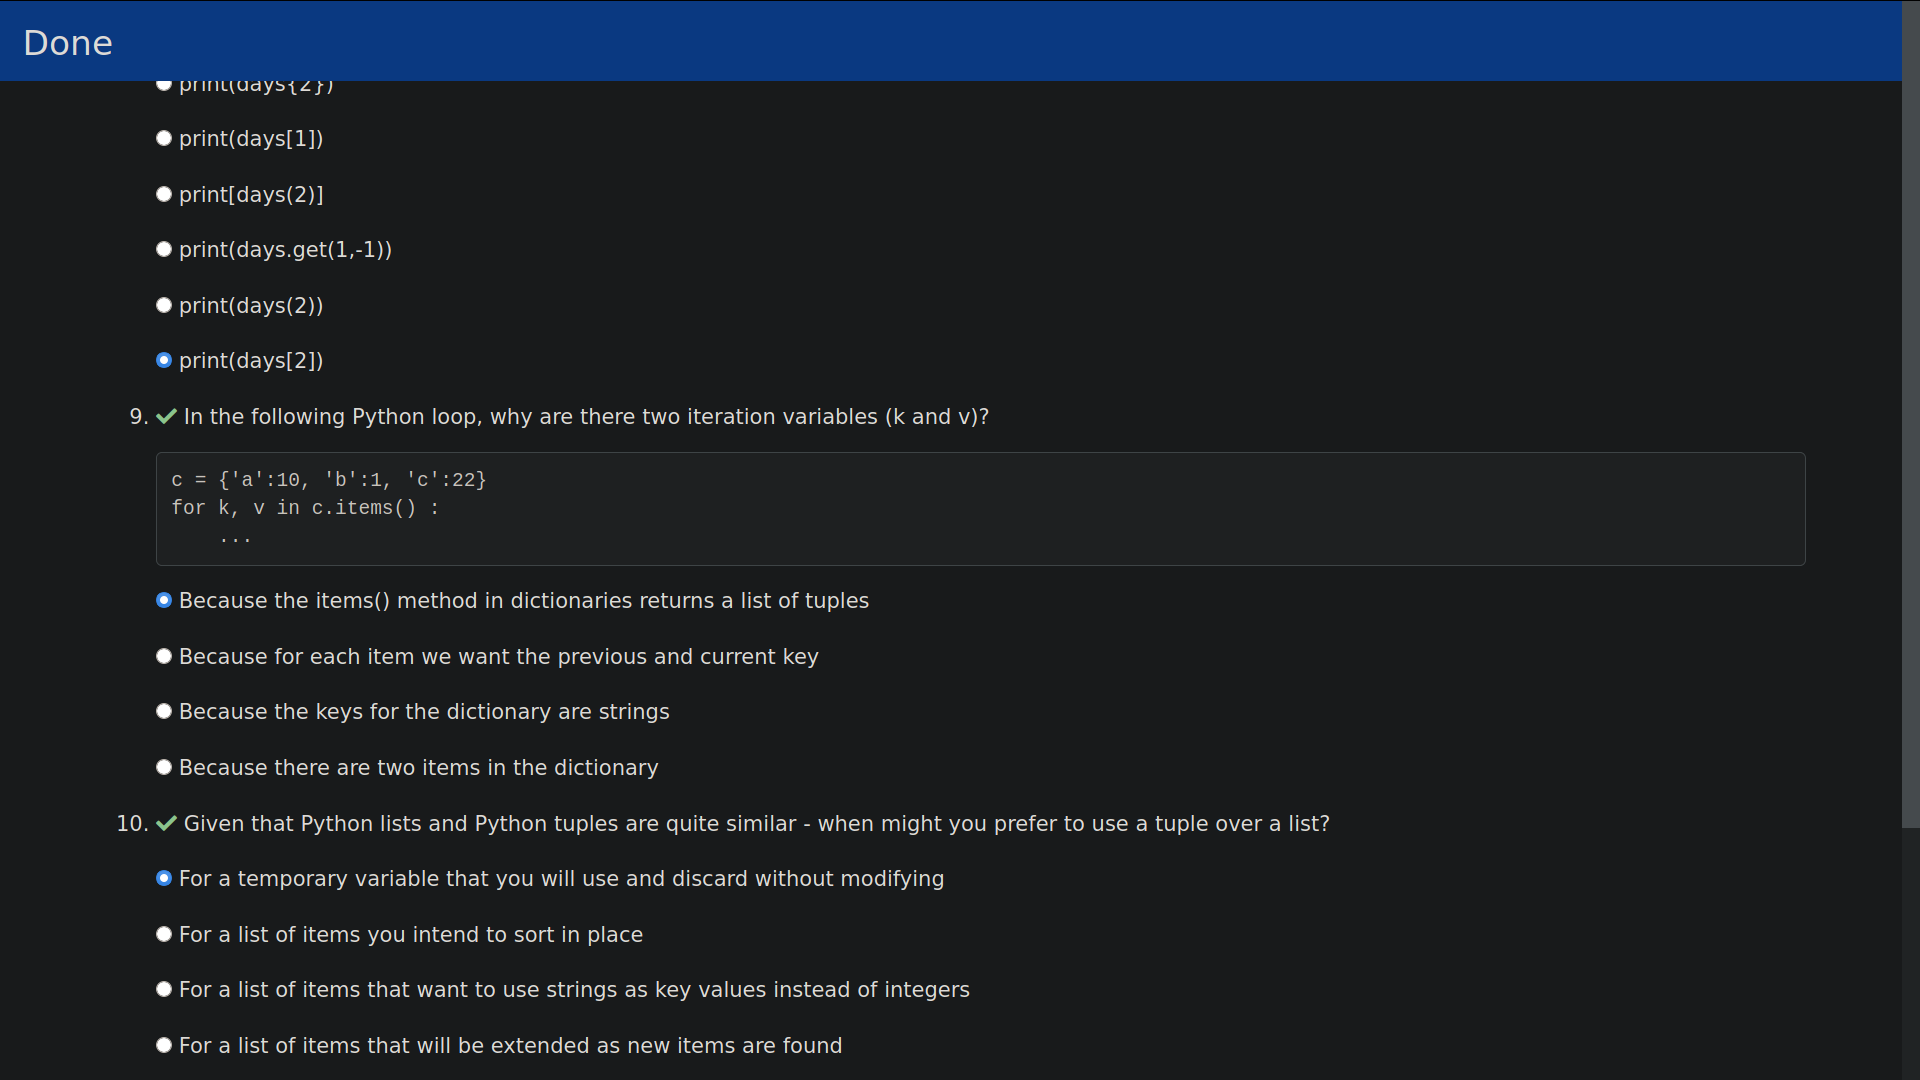 Done
print(days{2})
print(days[1])
print[days(2)]
print(days.get(1,-1))
print(days(2))
print(days[2])
9. In the following Python loop, why are there two iteration variables (k and v)?
c = {'a':10, 'b':1, 'c':22}
for k, v in c.items() :
    ...
Because the items() method in dictionaries returns a list of tuples
Because for each item we want the previous and current key
Because the keys for the dictionary are strings
Because there are two items in the dictionary
10. Given that Python lists and Python tuples are quite similar - when might you prefer to use a tuple over a list?
For a temporary variable that you will use and discard without modifying
For a list of items you intend to sort in place
For a list of items that want to use strings as key values instead of integers
For a list of items that will be extended as new items are found